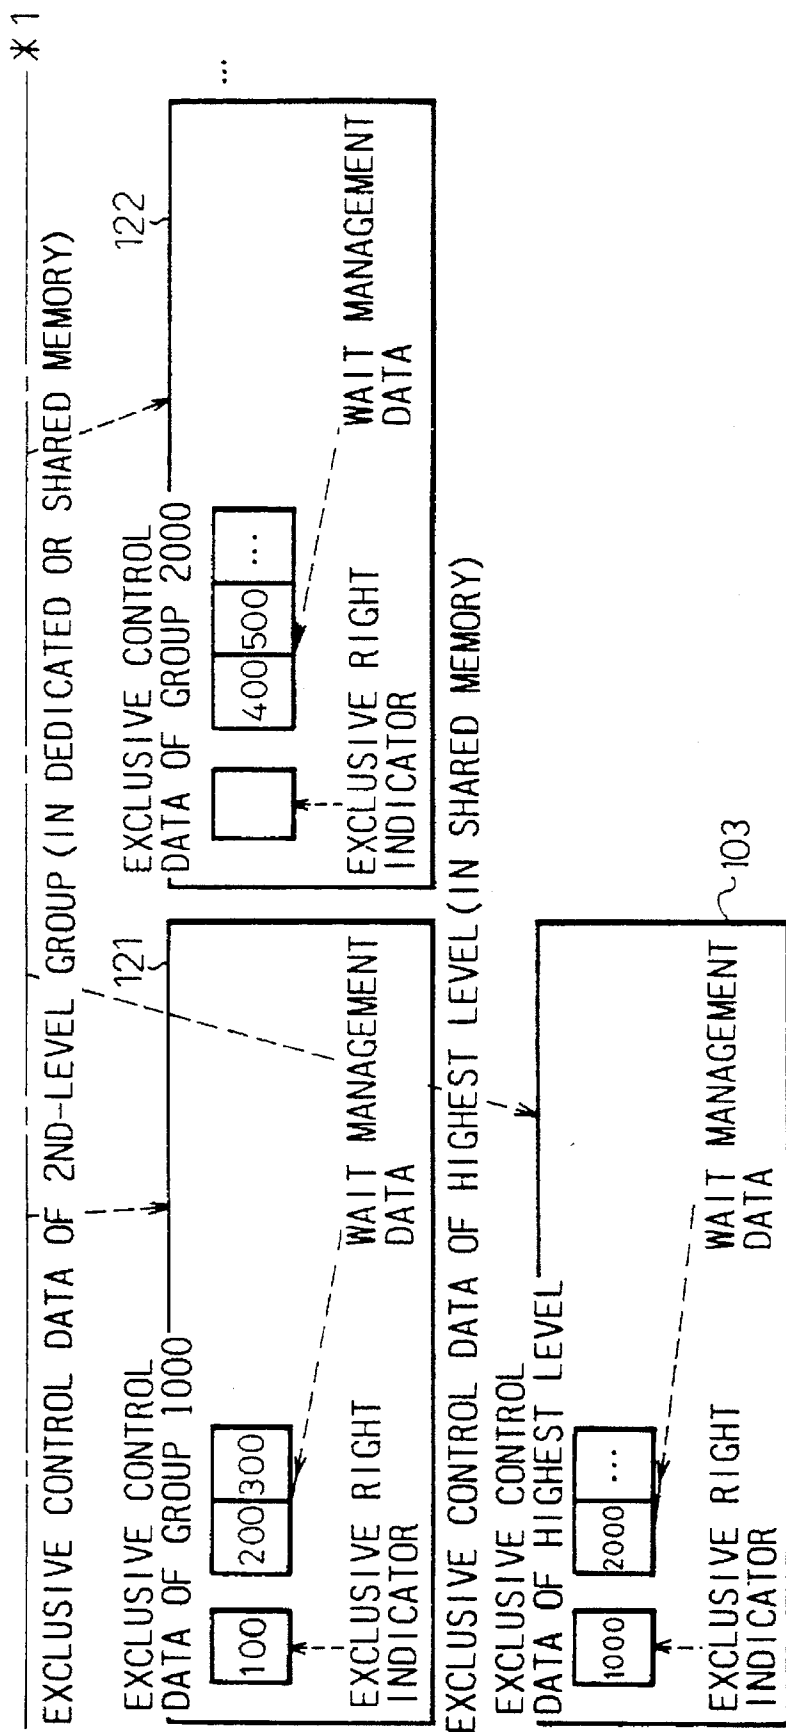 ※1
EXCLUSIVE CONTROL DATA OF 2ND-LEVEL GROUP (IN DEDICATED OR SHARED MEMORY)
EXCLUSIVE CONTROL
DATA OF GROUP 1000
121
100
200 300
EXCLUSIVE RIGHT
INDICATOR
WAIT MANAGEMENT
DATA
EXCLUSIVE CONTROL
DATA OF GROUP 2000
122
...
400 500 ...
EXCLUSIVE RIGHT
INDICATOR
WAIT MANAGEMENT
DATA
EXCLUSIVE CONTROL DATA OF HIGHEST LEVEL (IN SHARED MEMORY)
EXCLUSIVE CONTROL
DATA OF HIGHEST LEVEL
103
1000
2000 ...
EXCLUSIVE RIGHT
INDICATOR
WAIT MANAGEMENT
DATA